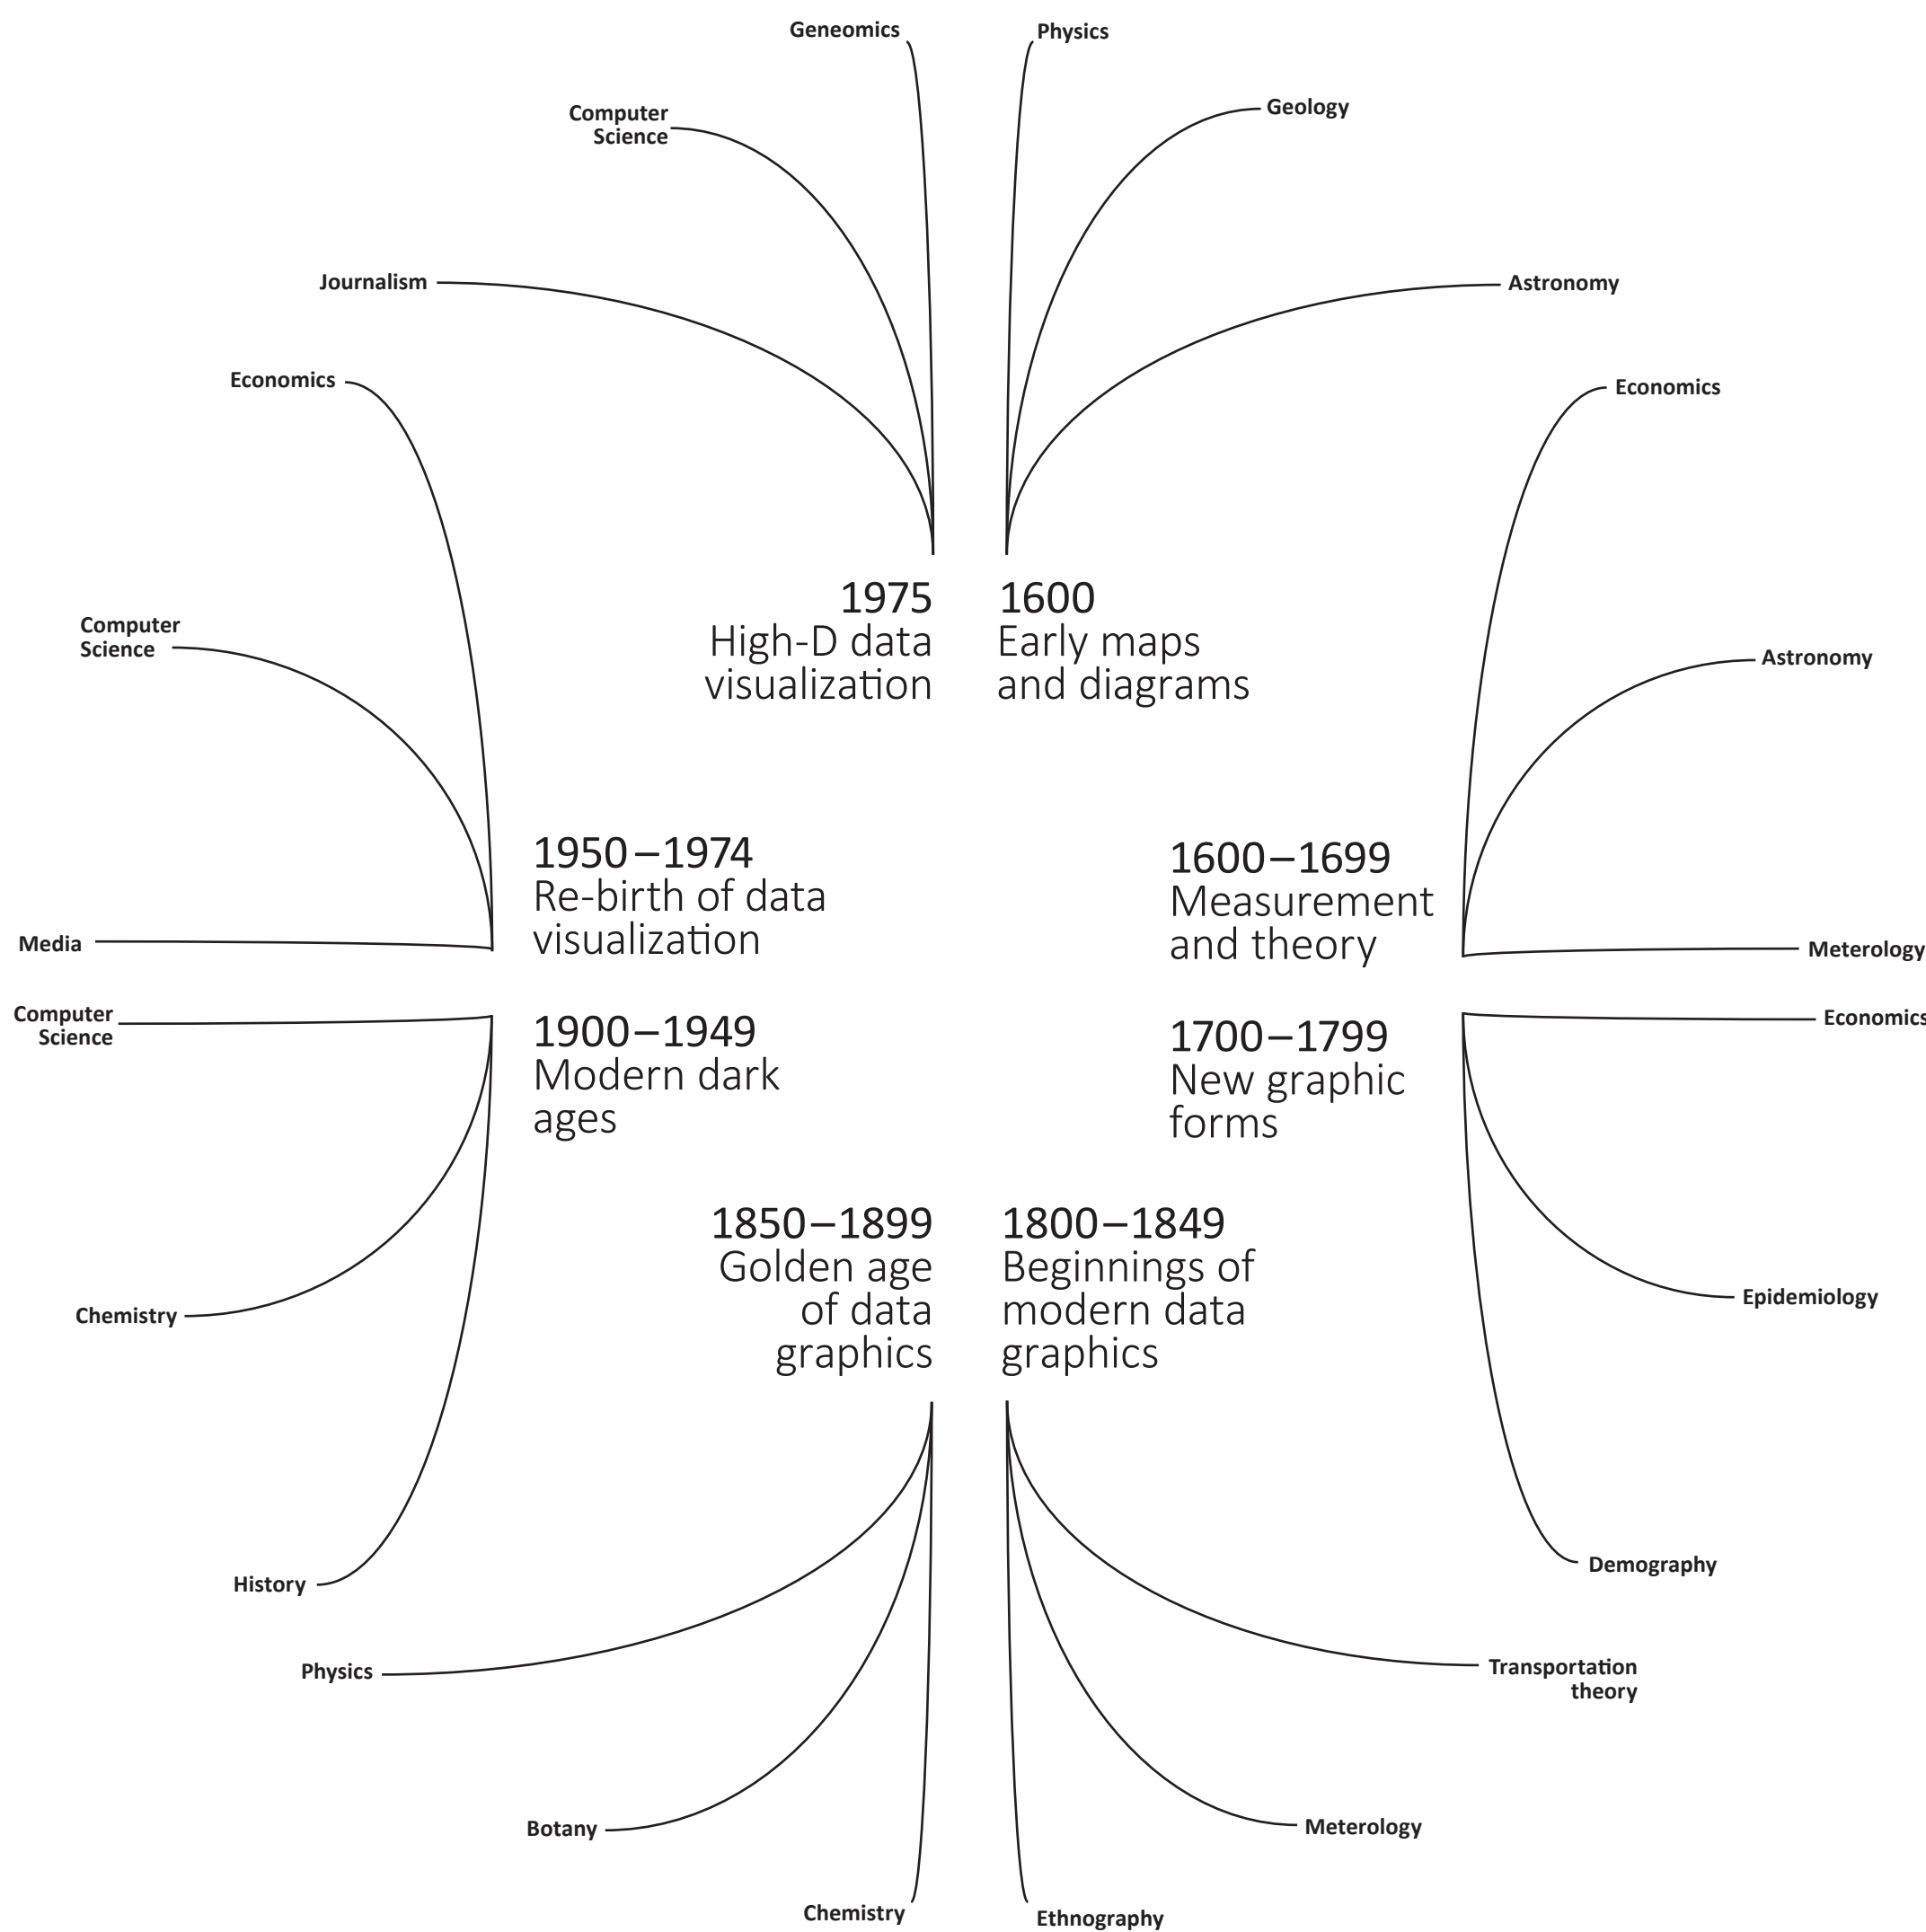 Geneomics
Physics
Computer
Science
Geology
Journalism
Astronomy
Economics
Economics
1975
High-D data
visualization
1600
Early maps
and diagrams
Computer
Science
Astronomy
1950–1974
Re-birth of data
visualization
1600–1699
Measurement
and theory
Media
Meterology
Computer
Science
Economics
1900–1949
Modern dark
ages
1700–1799
New graphic
forms
1850–1899
Golden age
of data
graphics
1800–1849
Beginnings of
modern data
graphics
Chemistry
Epidemiology
History
Demography
Physics
Transportation
theory
Botany
Meterology
Chemistry
Ethnography